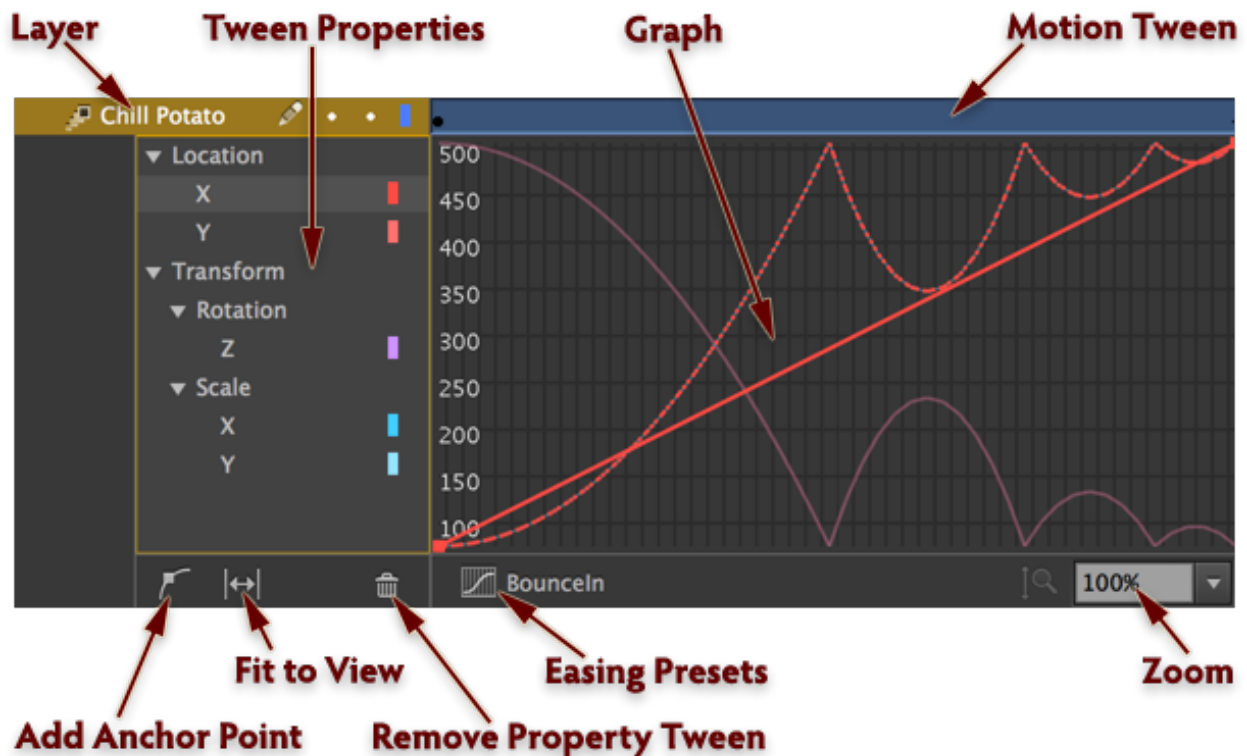 Layer Tween Properties Graph Motion Tween
Chill Potato
Location
X
Y
Transform
Rotation
Z
Scale
X
Y
500
450
400
350
300
250
200
150
100
BounceIn 100%
Fit to View Easing Presets Zoom
Add Anchor Point Remove Property Tween